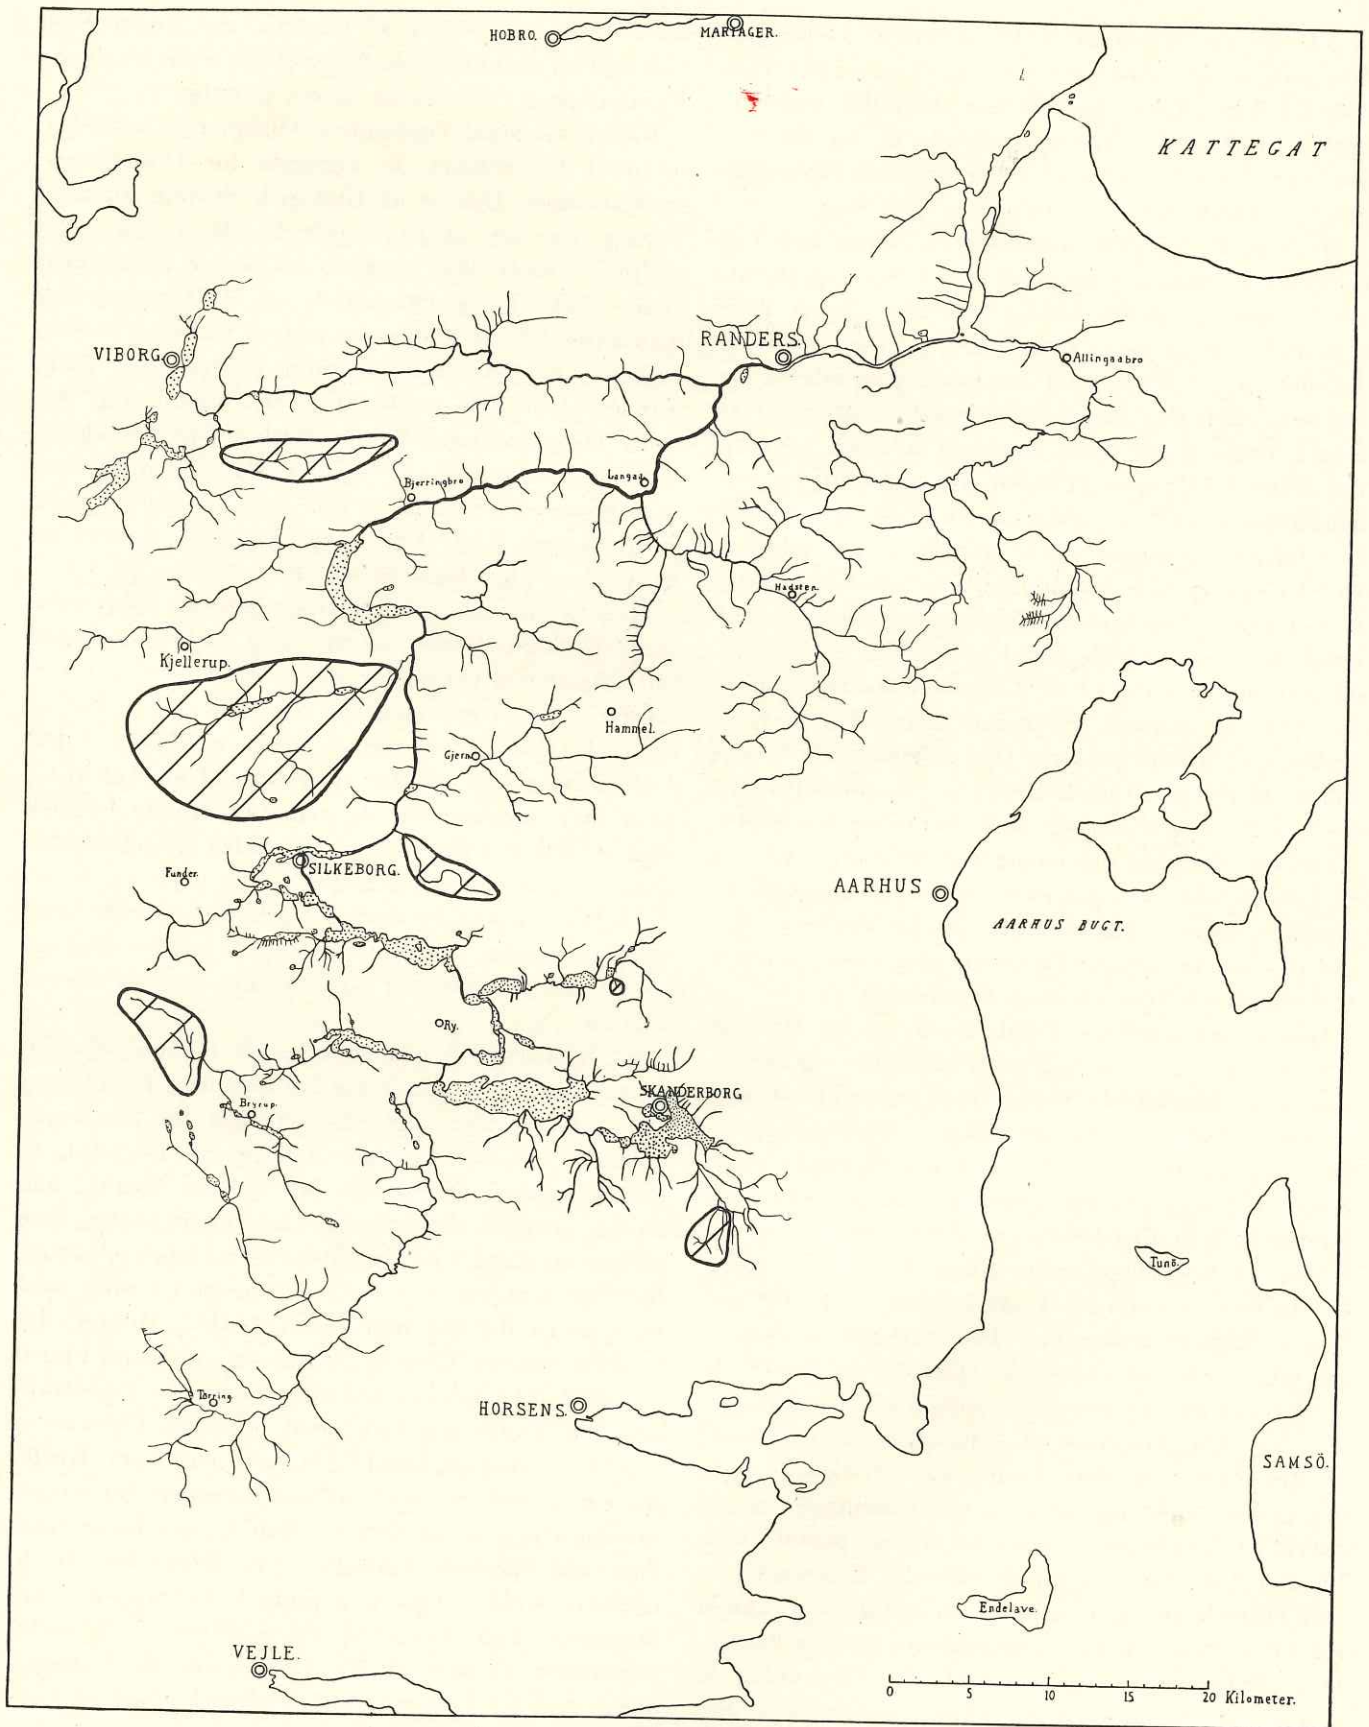 HOBRO.
MARIAGER.
KATTEGAT
VIBORG.
RANDERS.
Allingaabro
Bjerringbro
Langaa.
Hadsten.
Kjellerup.
Hammel.
Gjern.
Funder.
SILKEBORG.
AARHUS
AARHUS BUGT.
Ry.
SKANDERBORG
Bryrup.
Tunö.
Tørring.
HORSENS.
SAMSÖ.
Endelave.
VEJLE.
0 5 10 15 20 Kilometer.